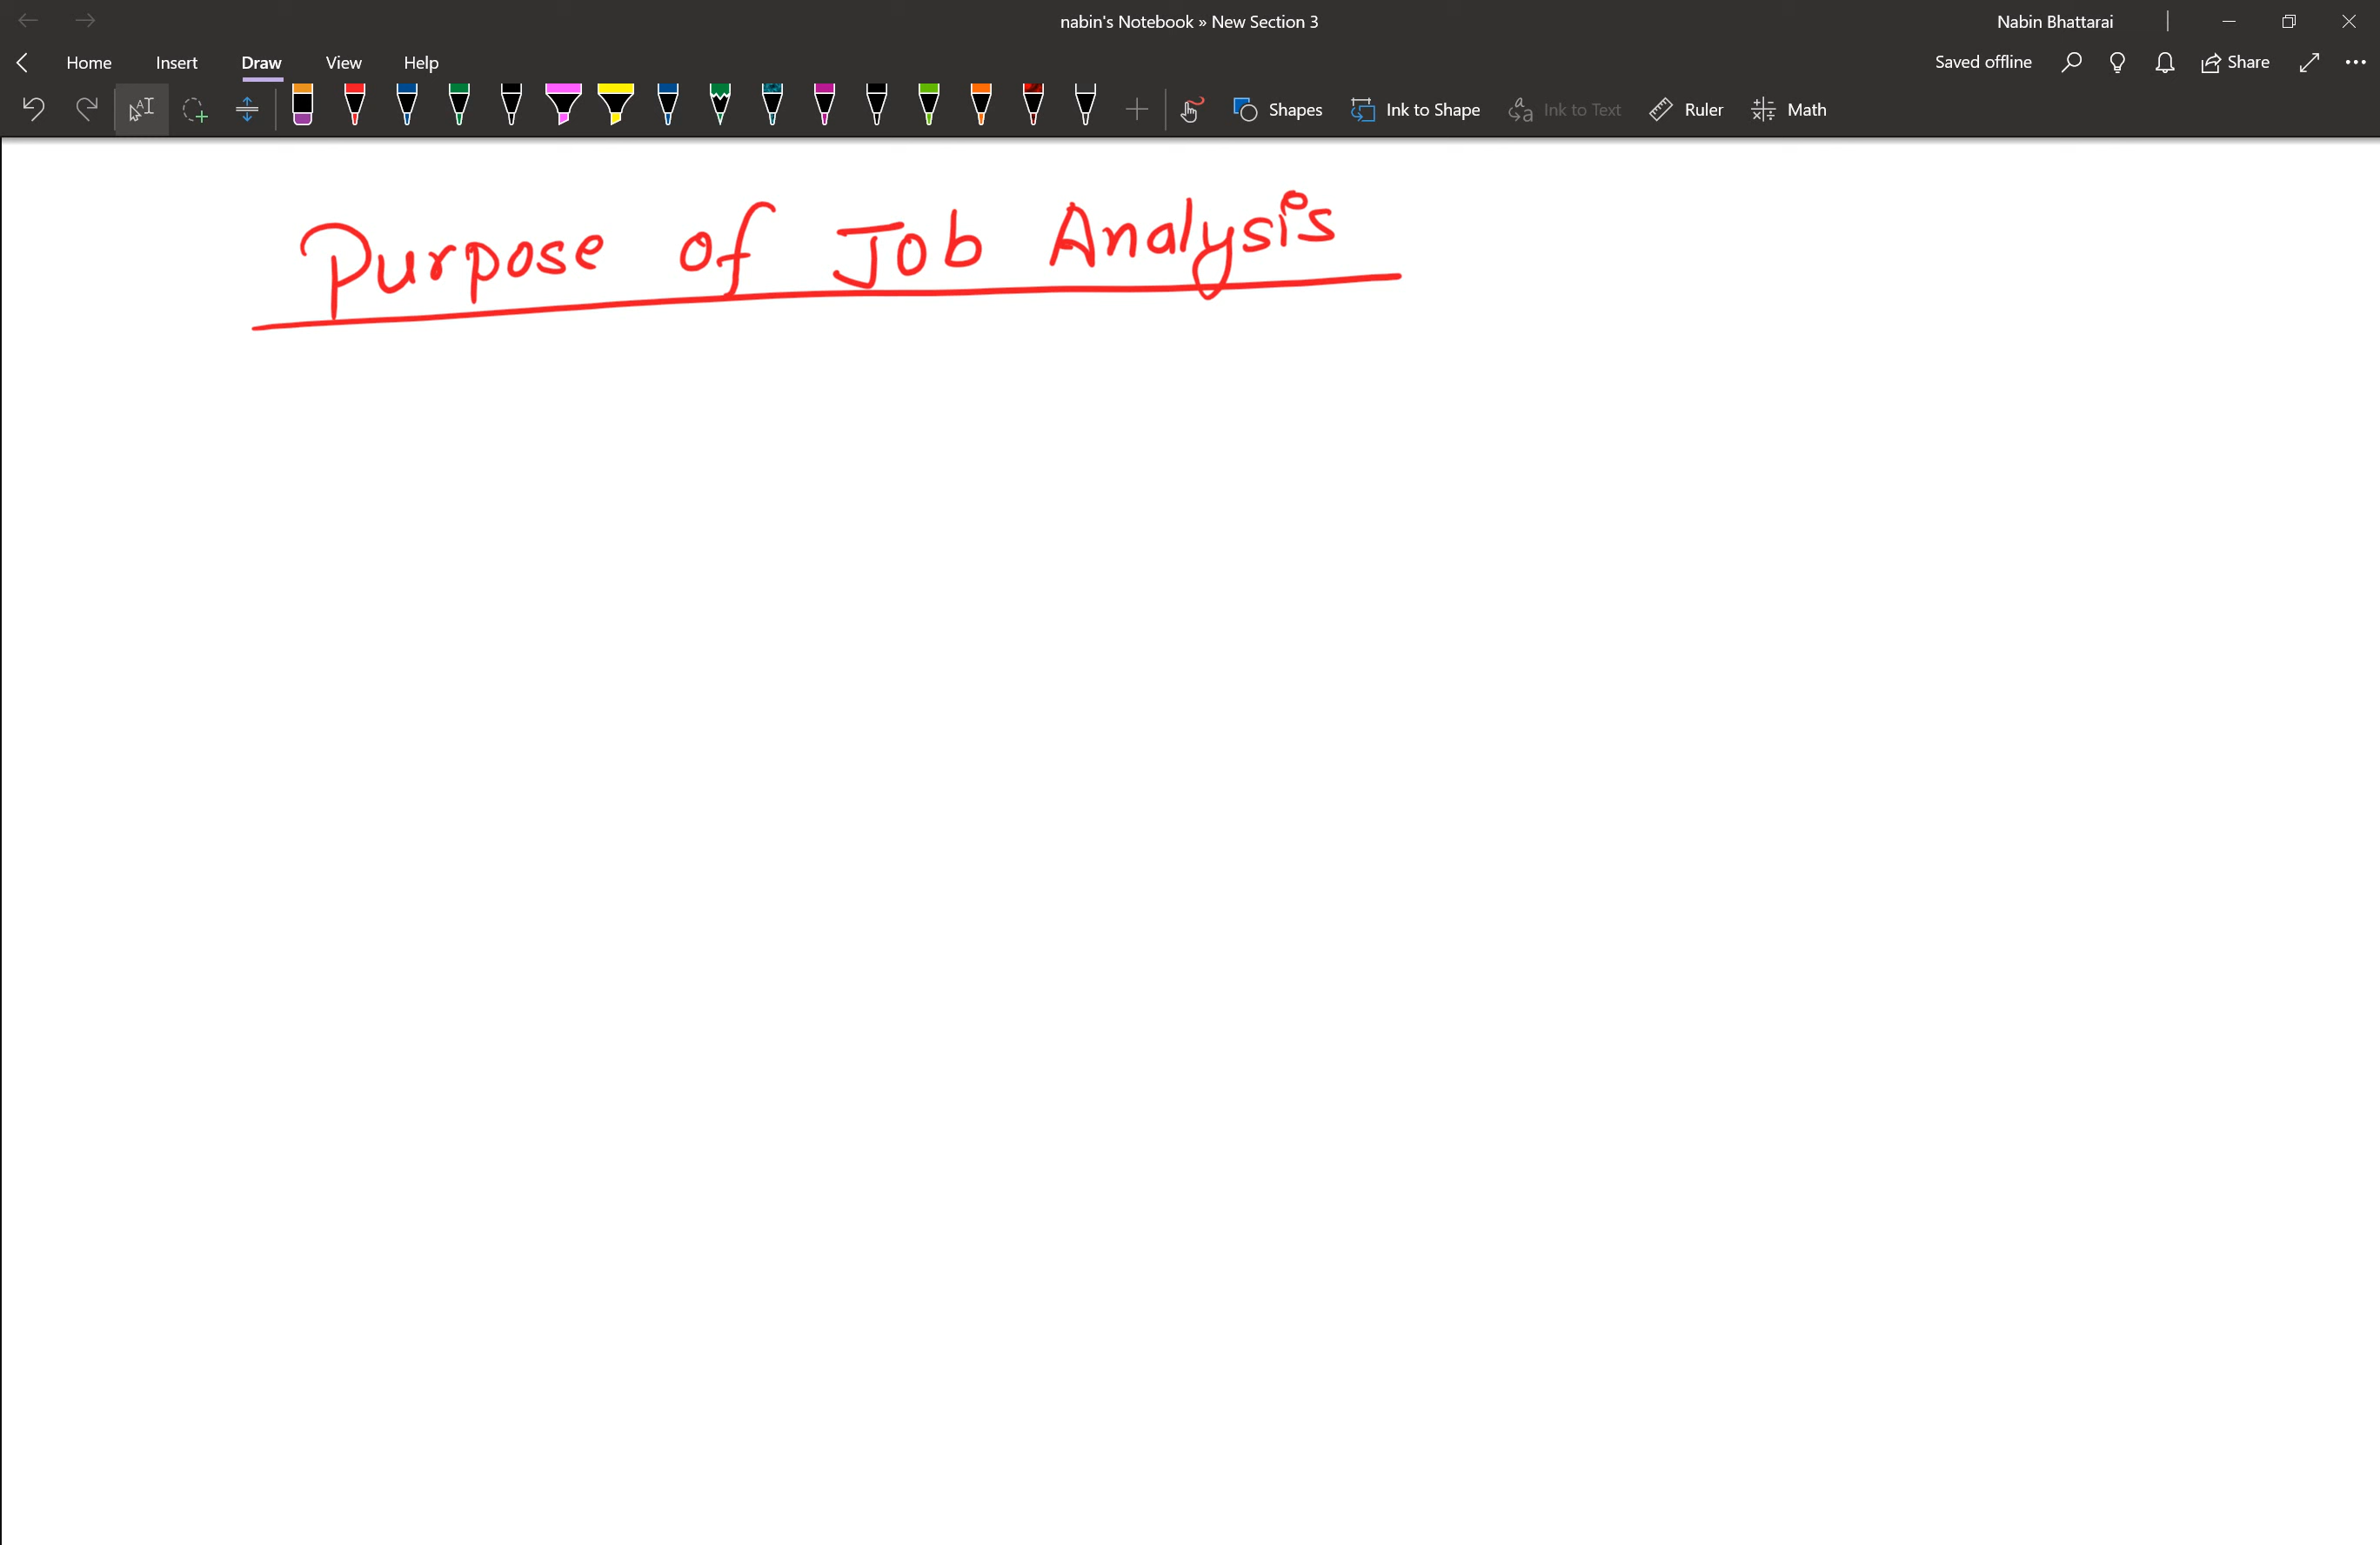 nabin's Notebook » New Section 3
Nabin Bhattarai
Home Insert Draw View Help
Saved offline
Share
Shapes Ink to Shape Ink to Text Ruler Math
Purpose of Job Analysis